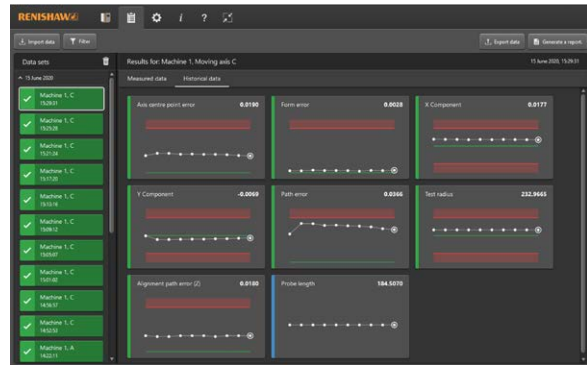 RENISHAW
i
?
Import data
Filter
Export data
Generate a report
Data sets
Results for: Machine 1, Moving axis C
15 June 2020, 15:29:31
15 June 2020
Measured data
Historical data
Machine 1, C
15:29:31
Machine 1, C
15:25:28
Machine 1, C
15:21:24
Machine 1, C
15:17:20
Machine 1, C
15:13:16
Machine 1, C
15:09:12
Machine 1, C
15:05:07
Machine 1, C
15:01:02
Machine 1, C
14:56:57
Machine 1, C
14:52:53
Machine 1, A
14:22:11
Axis centre point error
0.0190
Form error
0.0028
X Component
0.0177
Y Component
-0.0069
Path error
0.0366
Test radius
232.9665
Alignment path error (Z)
0.0180
Probe length
184.5070